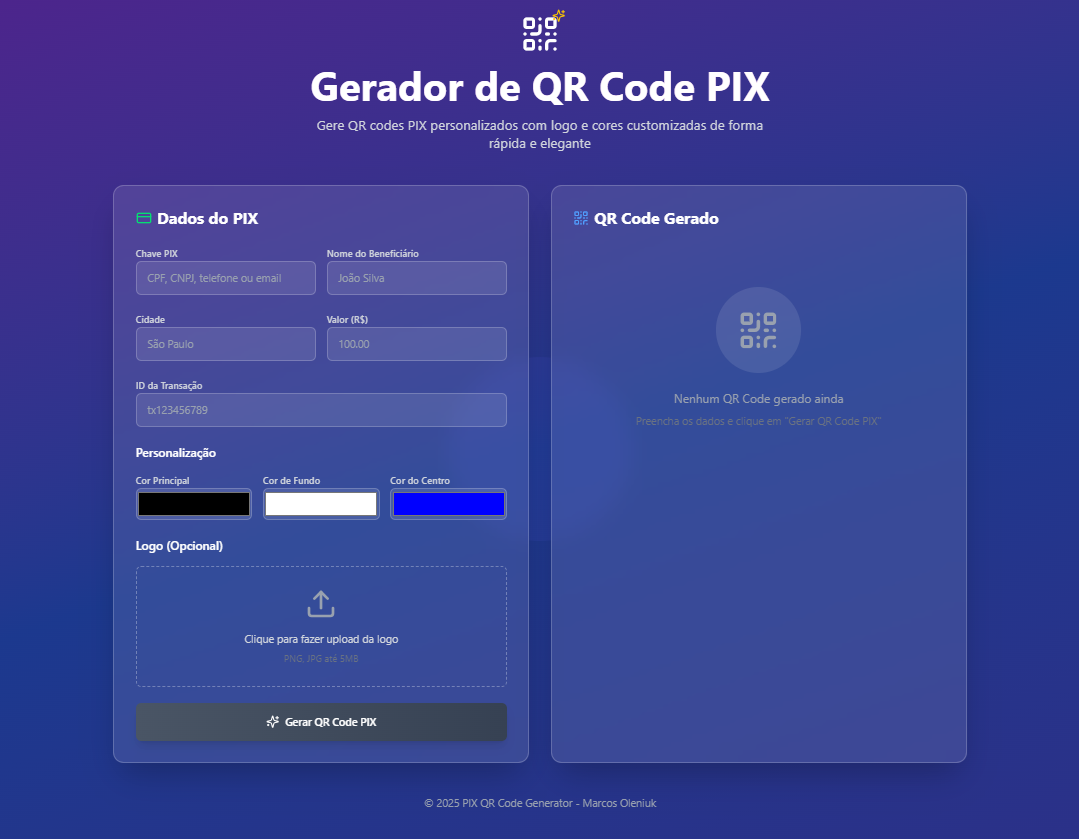 Gerador de QR Code PIX
Gere QR codes PIX personalizados com logo e cores customizadas de forma
rápida e elegante
Dados do PIX
Chave PIX
CPF, CNPJ, telefone ou email
Nome do Beneficiário
João Silva
Cidade
São Paulo
Valor (R$)
100.00
ID da Transação
tx123456789
Personalização
Cor Principal
Cor de Fundo
Cor do Centro
Logo (Opcional)
Clique para fazer upload da logo
PNG, JPG até 5MB
Gerar QR Code PIX
QR Code Gerado
Nenhum QR Code gerado ainda
Preencha os dados e clique em "Gerar QR Code PIX"
© 2025 PIX QR Code Generator - Marcos Oleniuk